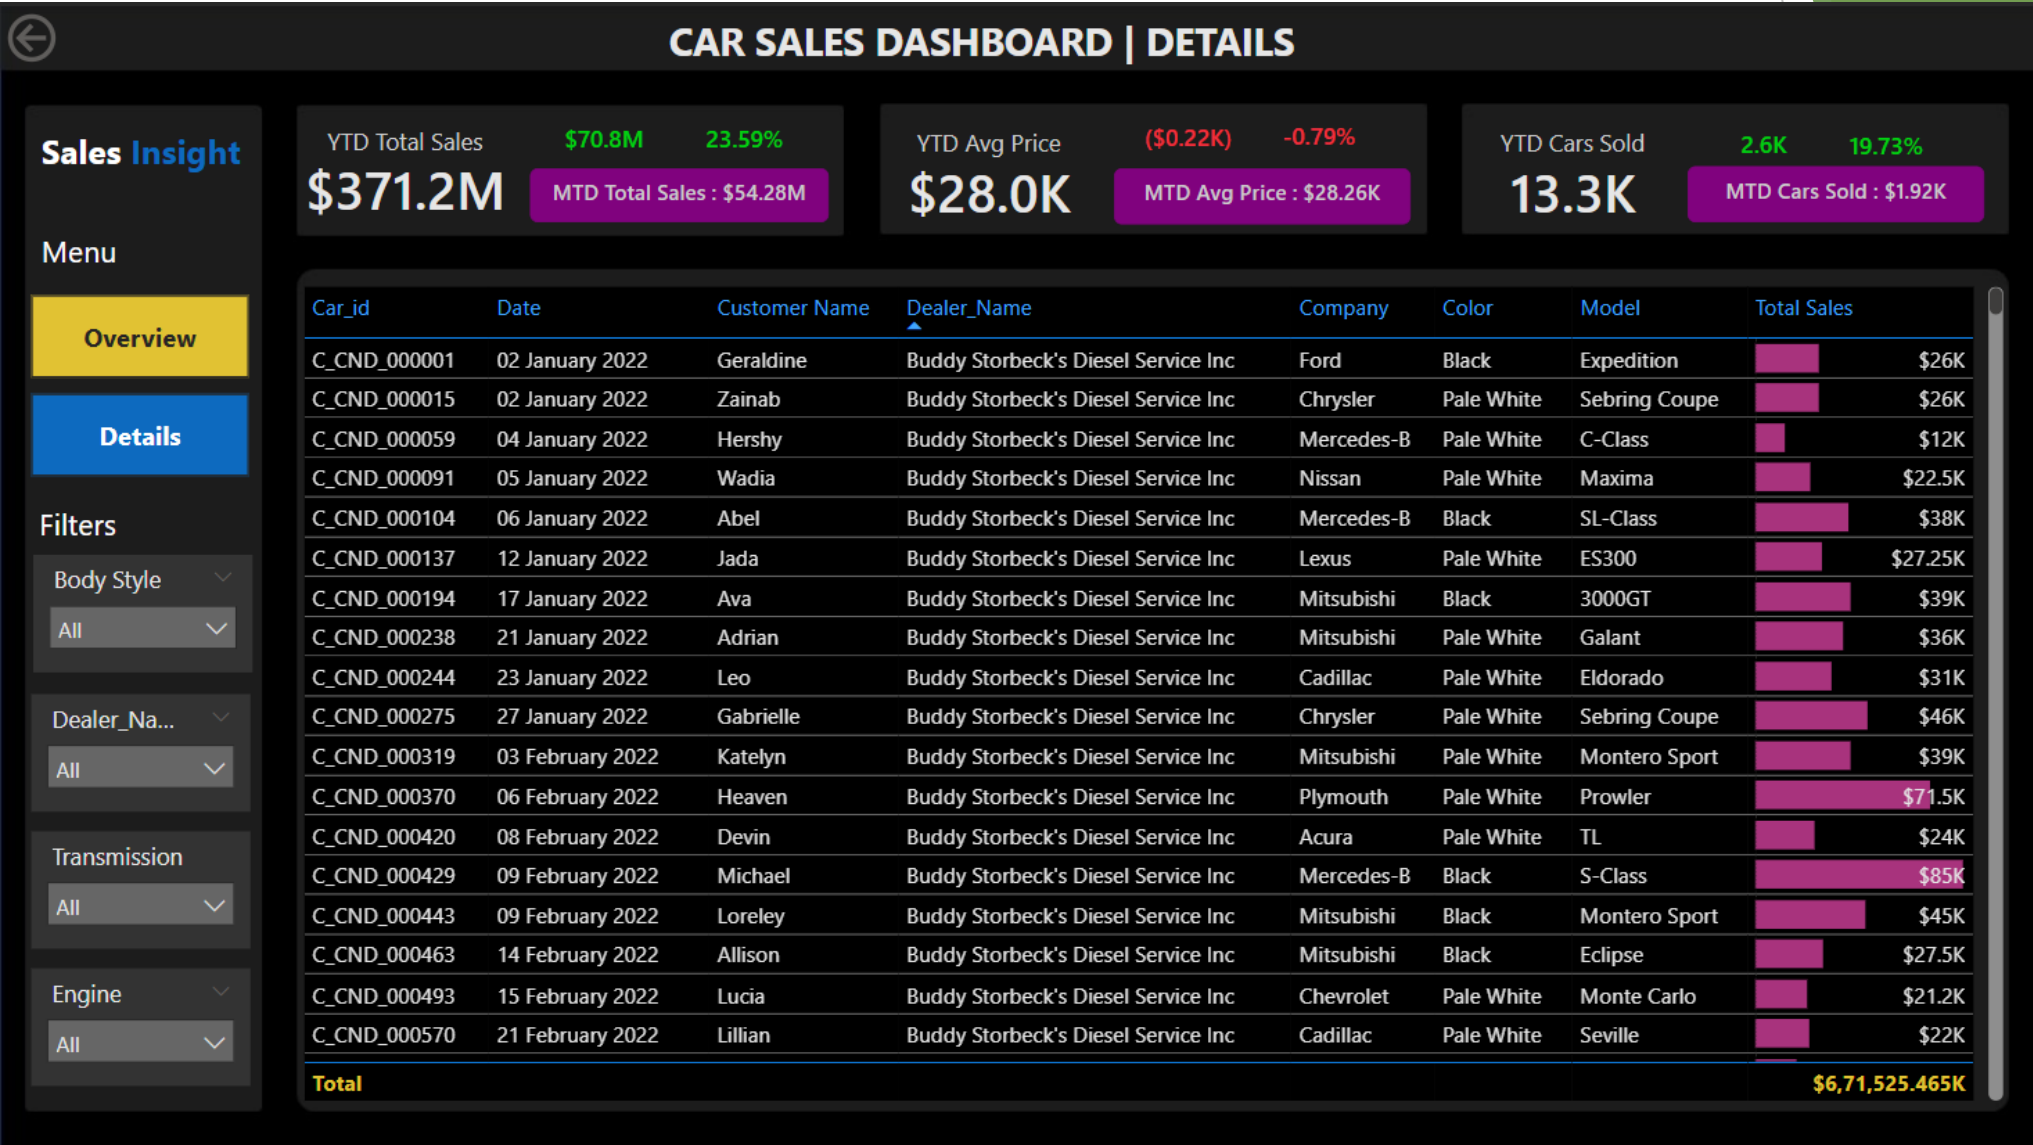 CAR SALES DASHBOARD | DETAILS
Sales Insight
Menu
Overview
Details
Filters
Body Style
All
Dealer_Na...
All
Transmission
All
Engine
All
YTD Total Sales $70.8M 23.59%
$371.2M MTD Total Sales : $54.28M
YTD Avg Price ($0.22K) -0.79%
$28.0K MTD Avg Price : $28.26K
YTD Cars Sold 2.6K 19.73%
13.3K MTD Cars Sold : $1.92K
Car_id Date Customer Name Dealer_Name Company Color Model Total Sales
C_CND_000001 02 January 2022 Geraldine Buddy Storbeck's Diesel Service Inc Ford Black Expedition $26K
C_CND_000015 02 January 2022 Zainab Buddy Storbeck's Diesel Service Inc Chrysler Pale White Sebring Coupe $26K
C_CND_000059 04 January 2022 Hershy Buddy Storbeck's Diesel Service Inc Mercedes-B Pale White C-Class $12K
C_CND_000091 05 January 2022 Wadia Buddy Storbeck's Diesel Service Inc Nissan Pale White Maxima $22.5K
C_CND_000104 06 January 2022 Abel Buddy Storbeck's Diesel Service Inc Mercedes-B Black SL-Class $38K
C_CND_000137 12 January 2022 Jada Buddy Storbeck's Diesel Service Inc Lexus Pale White ES300 $27.25K
C_CND_000194 17 January 2022 Ava Buddy Storbeck's Diesel Service Inc Mitsubishi Black 3000GT $39K
C_CND_000238 21 January 2022 Adrian Buddy Storbeck's Diesel Service Inc Mitsubishi Pale White Galant $36K
C_CND_000244 23 January 2022 Leo Buddy Storbeck's Diesel Service Inc Cadillac Pale White Eldorado $31K
C_CND_000275 27 January 2022 Gabrielle Buddy Storbeck's Diesel Service Inc Chrysler Pale White Sebring Coupe $46K
C_CND_000319 03 February 2022 Katelyn Buddy Storbeck's Diesel Service Inc Mitsubishi Pale White Montero Sport $39K
C_CND_000370 06 February 2022 Heaven Buddy Storbeck's Diesel Service Inc Plymouth Pale White Prowler $71.5K
C_CND_000420 08 February 2022 Devin Buddy Storbeck's Diesel Service Inc Acura Pale White TL $24K
C_CND_000429 09 February 2022 Michael Buddy Storbeck's Diesel Service Inc Mercedes-B Black S-Class $85K
C_CND_000443 09 February 2022 Loreley Buddy Storbeck's Diesel Service Inc Mitsubishi Black Montero Sport $45K
C_CND_000463 14 February 2022 Allison Buddy Storbeck's Diesel Service Inc Mitsubishi Black Eclipse $27.5K
C_CND_000493 15 February 2022 Lucia Buddy Storbeck's Diesel Service Inc Chevrolet Pale White Monte Carlo $21.2K
C_CND_000570 21 February 2022 Lillian Buddy Storbeck's Diesel Service Inc Cadillac Pale White Seville $22K
Total $6,71,525.465K